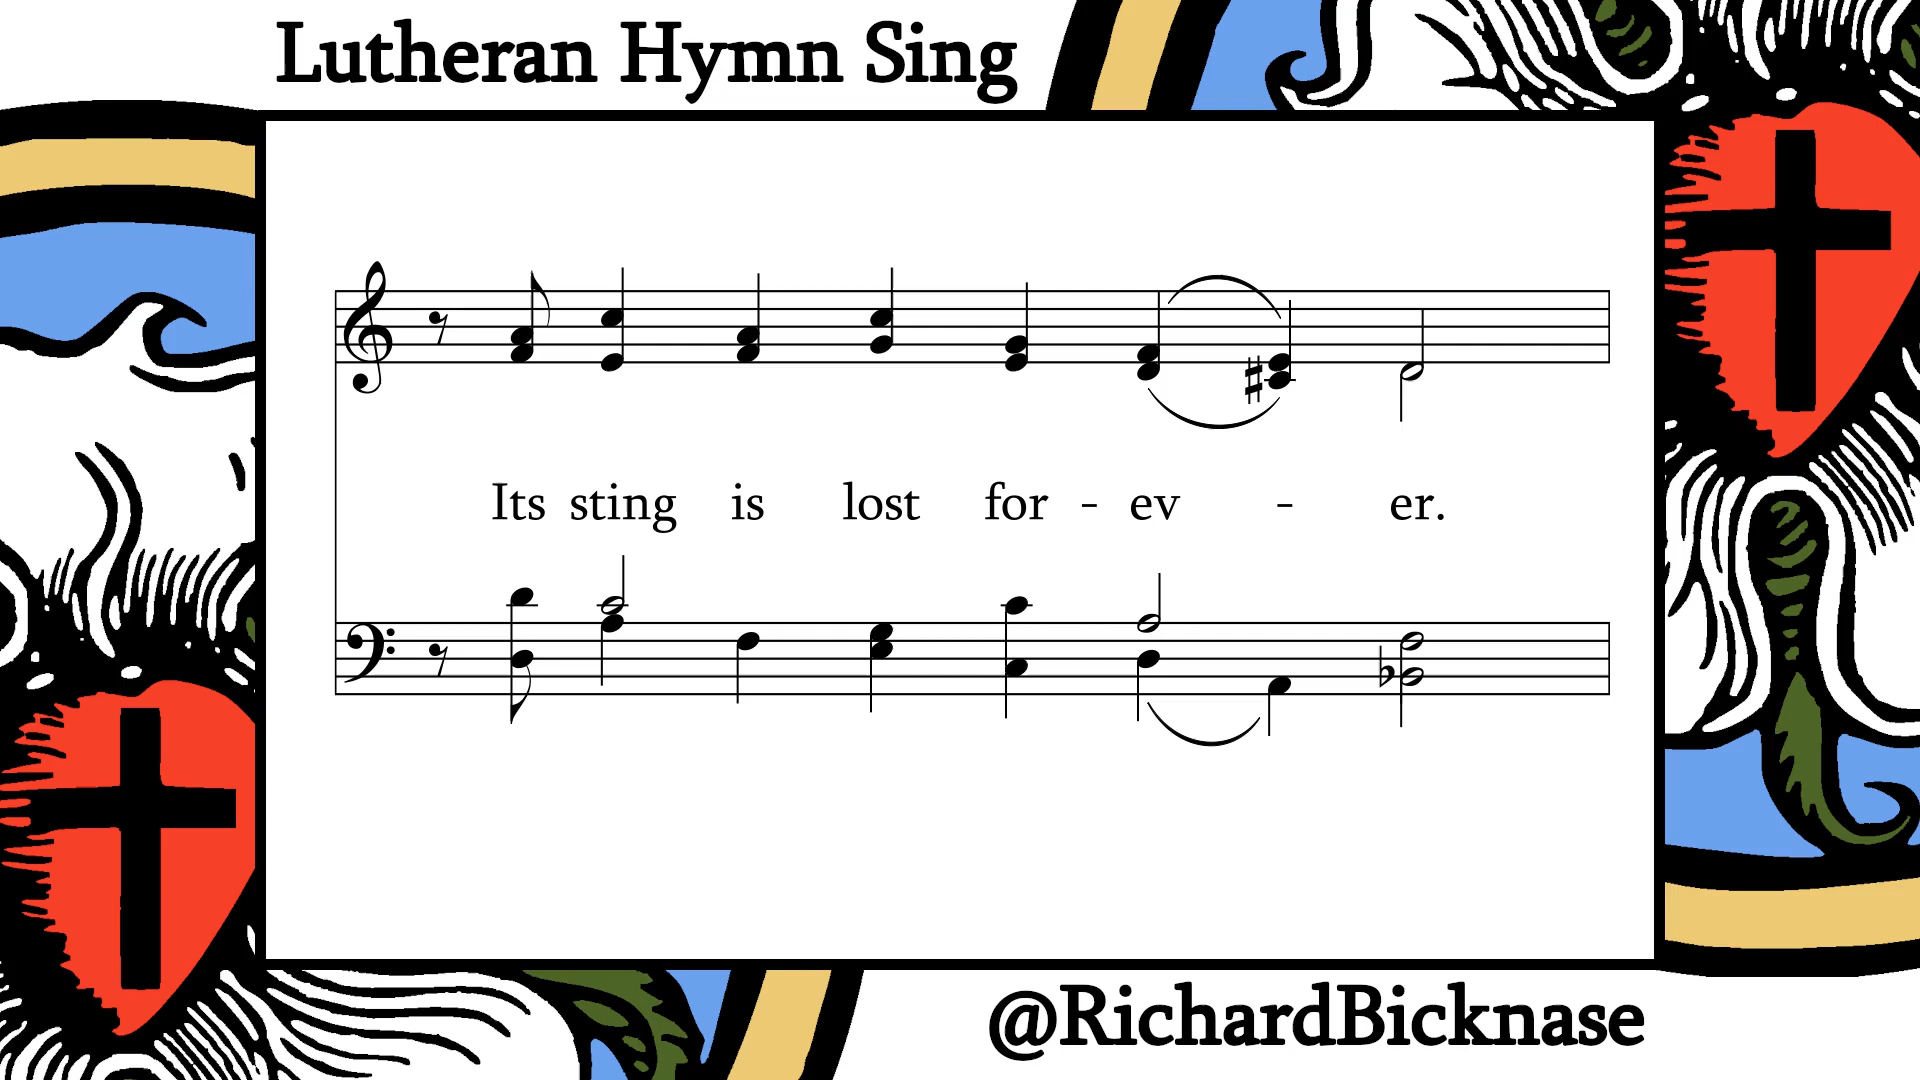 Lutheran Hymn Sing
Its sting is lost for - ev - er.
@RichardBicknase